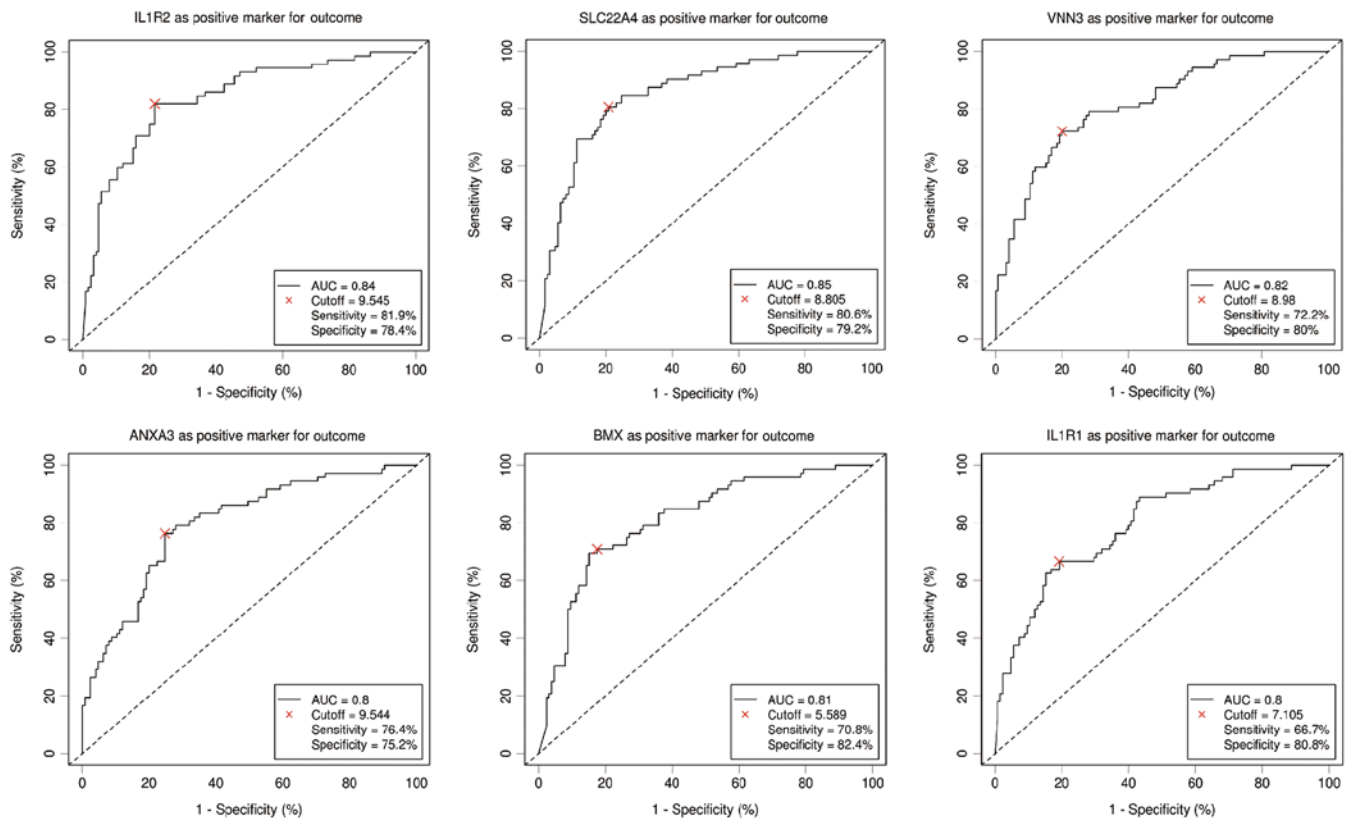 IL1R2 as positive marker for outcome
Sensitivity (%)
100
80
60
40
20
0
AUC = 0.84
Cutoff = 9.545
Sensitivity = 81.9%
Specificity = 78.4%
0 20 40 60 80 100
1 - Specificity (%)
SLC22A4 as positive marker for outcome
Sensitivity (%)
100
80
60
40
20
0
AUC = 0.85
Cutoff = 8.805
Sensitivity = 80.6%
Specificity = 79.2%
0 20 40 60 80 100
1 - Specificity (%)
VNN3 as positive marker for outcome
Sensitivity (%)
100
80
60
40
20
0
AUC = 0.82
Cutoff = 8.98
Sensitivity = 72.2%
Specificity = 80%
0 20 40 60 80 100
1 - Specificity (%)
ANXA3 as positive marker for outcome
Sensitivity (%)
100
80
60
40
20
0
AUC = 0.8
Cutoff = 9.544
Sensitivity = 76.4%
Specificity = 75.2%
0 20 40 60 80 100
1 - Specificity (%)
BMX as positive marker for outcome
Sensitivity (%)
100
80
60
40
20
0
AUC = 0.81
Cutoff = 5.589
Sensitivity = 70.8%
Specificity = 82.4%
0 20 40 60 80 100
1 - Specificity (%)
IL1R1 as positive marker for outcome
Sensitivity (%)
100
80
60
40
20
0
AUC = 0.8
Cutoff = 7.105
Sensitivity = 66.7%
Specificity = 80.8%
0 20 40 60 80 100
1 - Specificity (%)